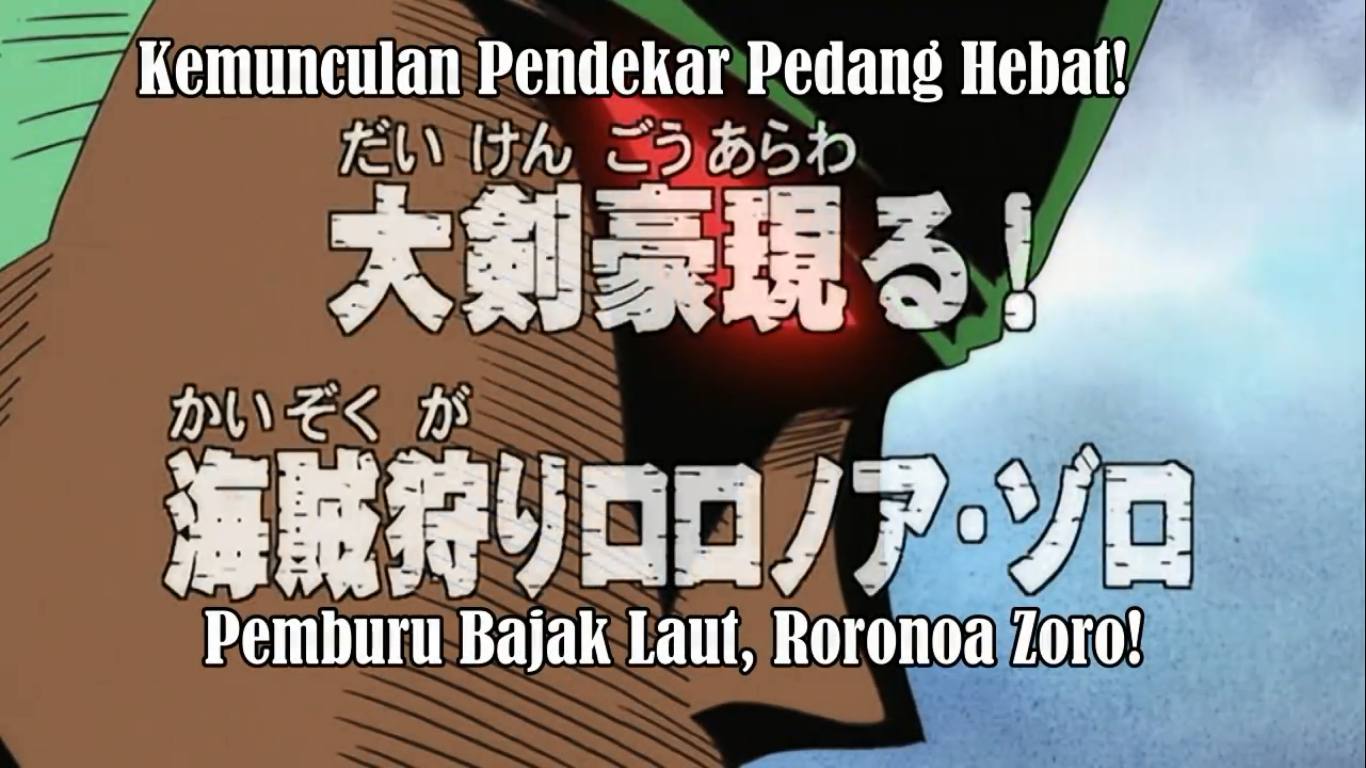 Kemunculan Pendekar Pedang Hebat!
だい けん ごう あらわ
大剣豪現る!
かいぞく が
海賊狩りロロノア・ゾロ
Pemburu Bajak Laut, Roronoa Zoro!